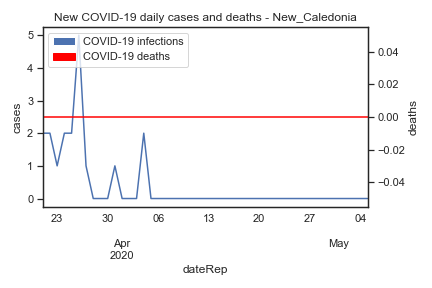 New COVID-19 daily cases and deaths - New_Caledonia
COVID-19 infections
COVID-19 deaths
5
4
3
2
1
0
cases
0.04
0.02
0.00
−0.02
−0.04
deaths
23 30 06 13 20 27 04
Apr May
2020
dateRep